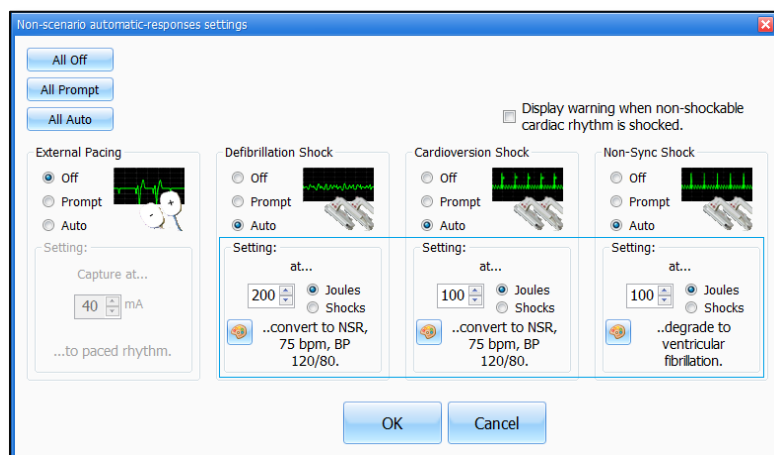 Non-scenario automatic-responses settings
All Off
All Prompt
All Auto
Display warning when non-shockable
cardiac rhythm is shocked.
External Pacing
Off
Prompt
Auto
Setting:
Capture at...
40 mA
...to paced rhythm.
Defibrillation Shock
Off
Prompt
Auto
Setting:
at...
200 Joules
Shocks
..convert to NSR,
75 bpm, BP
120/80.
Cardioversion Shock
Off
Prompt
Auto
Setting:
at...
100 Joules
Shocks
..convert to NSR,
75 bpm, BP
120/80.
Non-Sync Shock
Off
Prompt
Auto
Setting:
at...
100 Joules
Shocks
..degrade to
ventricular
fibrillation.
OK
Cancel